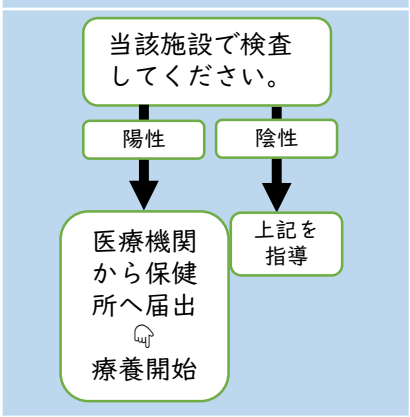 当該施設で検査
してください。
陽性
陰性
医療機関
から保健
所へ届出
☟
療養開始
上記を
指導